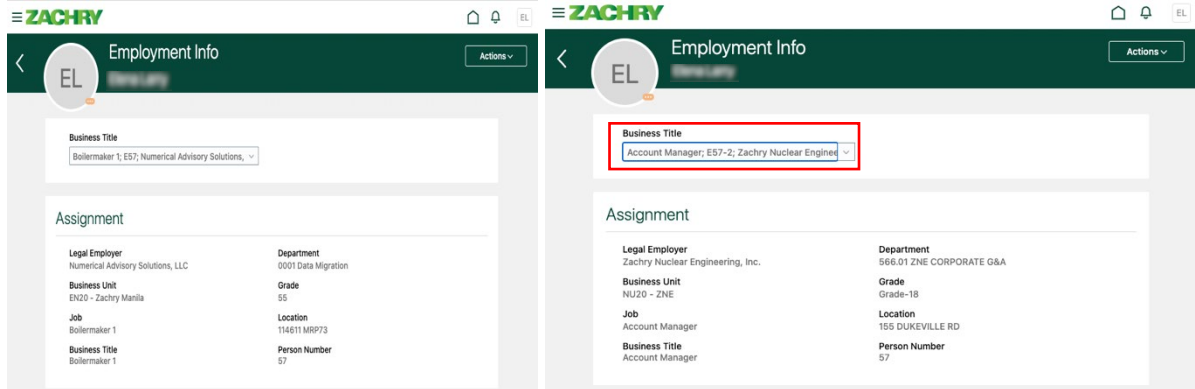 ZACHRY
EL
Employment Info
Actions
EL
Business Title
Boilermaker 1; E57; Numerical Advisory Solutions,
Assignment
Legal Employer
Numerical Advisory Solutions, LLC
Department
0001 Data Migration
Business Unit
EN20 - Zachry Manila
Grade
55
Job
Boilermaker 1
Location
114611 MRP73
Business Title
Boilermaker 1
Person Number
57
ZACHRY
EL
Employment Info
Actions
EL
Business Title
Account Manager; E57-2; Zachry Nuclear Enginee
Assignment
Legal Employer
Zachry Nuclear Engineering, Inc.
Department
566.01 ZNE CORPORATE G&A
Business Unit
NU20 - ZNE
Grade
Grade-18
Job
Account Manager
Location
155 DUKEVILLE RD
Business Title
Account Manager
Person Number
57